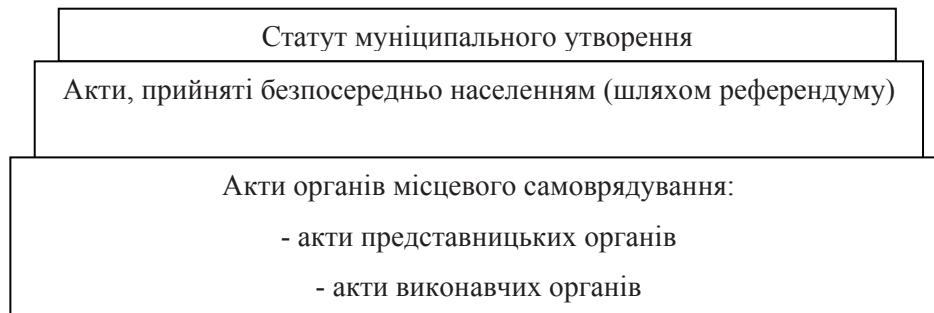 Статут муніципального утворення
Акти, прийняті безпосередньо населенням (шляхом референдуму)
Акти органів місцевого самоврядування:
- акти представницьких органів
- акти виконавчих органів